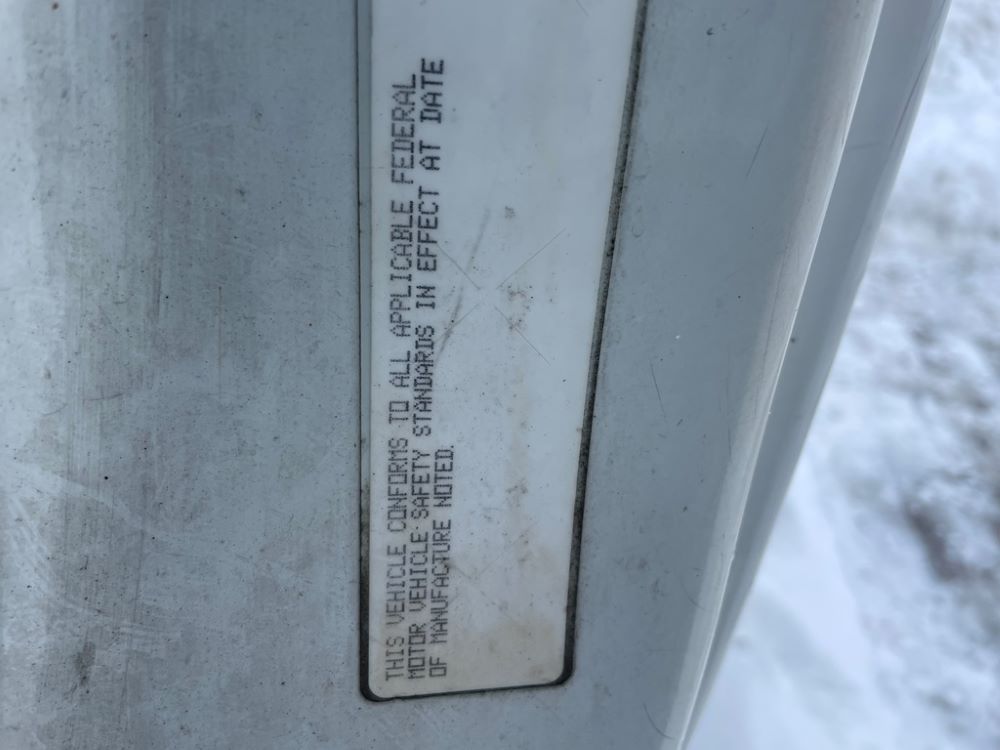 THIS VEHICLE CONFORMS TO ALL APPLICABLE FEDERAL
MOTOR VEHICLE SAFETY STANDARDS IN EFFECT AT DATE
OF MANUFACTURE NOTED.